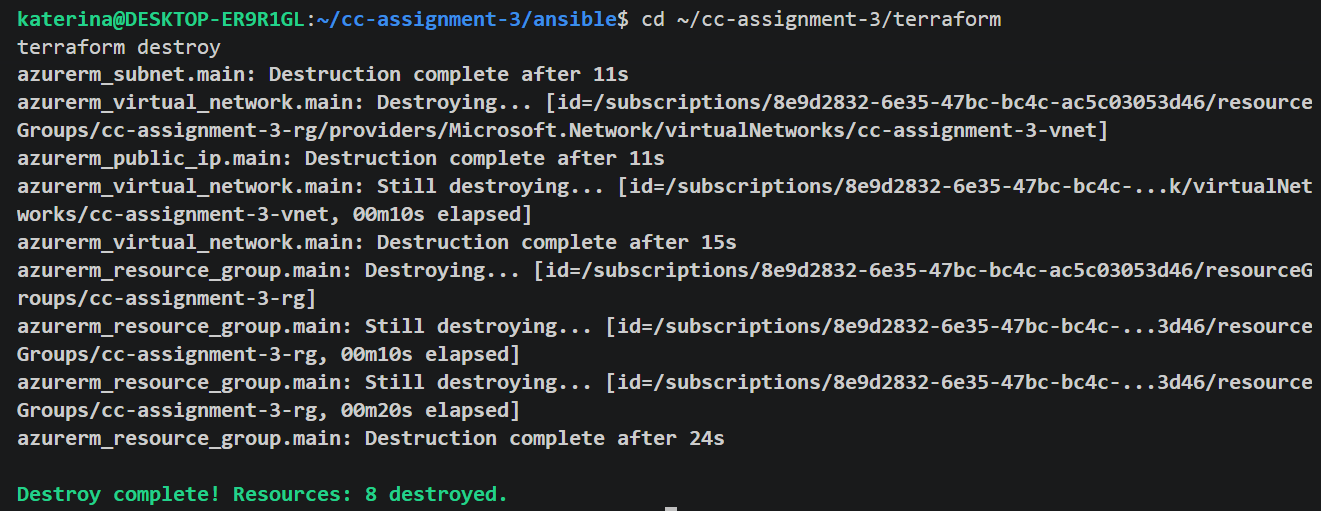 katerina@DESKTOP-ER9R1GL:~/cc-assignment-3/ansible$ cd ~/cc-assignment-3/terraform
terraform destroy
azurerm_subnet.main: Destruction complete after 11s
azurerm_virtual_network.main: Destroying... [id=/subscriptions/8e9d2832-6e35-47bc-bc4c-ac5c03053d46/resource
Groups/cc-assignment-3-rg/providers/Microsoft.Network/virtualNetworks/cc-assignment-3-vnet]
azurerm_public_ip.main: Destruction complete after 11s
azurerm_virtual_network.main: Still destroying... [id=/subscriptions/8e9d2832-6e35-47bc-bc4c-...k/virtualNet
works/cc-assignment-3-vnet, 00m10s elapsed]
azurerm_virtual_network.main: Destruction complete after 15s
azurerm_resource_group.main: Destroying... [id=/subscriptions/8e9d2832-6e35-47bc-bc4c-ac5c03053d46/resourceG
roups/cc-assignment-3-rg]
azurerm_resource_group.main: Still destroying... [id=/subscriptions/8e9d2832-6e35-47bc-bc4c-...3d46/resource
Groups/cc-assignment-3-rg, 00m10s elapsed]
azurerm_resource_group.main: Still destroying... [id=/subscriptions/8e9d2832-6e35-47bc-bc4c-...3d46/resource
Groups/cc-assignment-3-rg, 00m20s elapsed]
azurerm_resource_group.main: Destruction complete after 24s
Destroy complete! Resources: 8 destroyed.